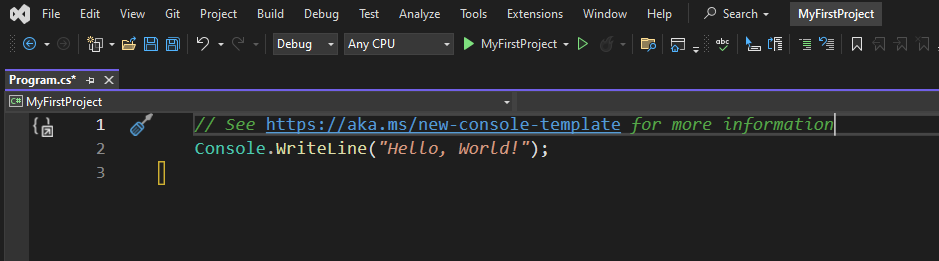 File Edit View Git Project Build Debug Test Analyze Tools Extensions Window Help Search MyFirstProject
Debug Any CPU MyFirstProject abc
Program.cs*
C# MyFirstProject
1 // See https://aka.ms/new-console-template for more information
2 Console.WriteLine("Hello, World!");
3